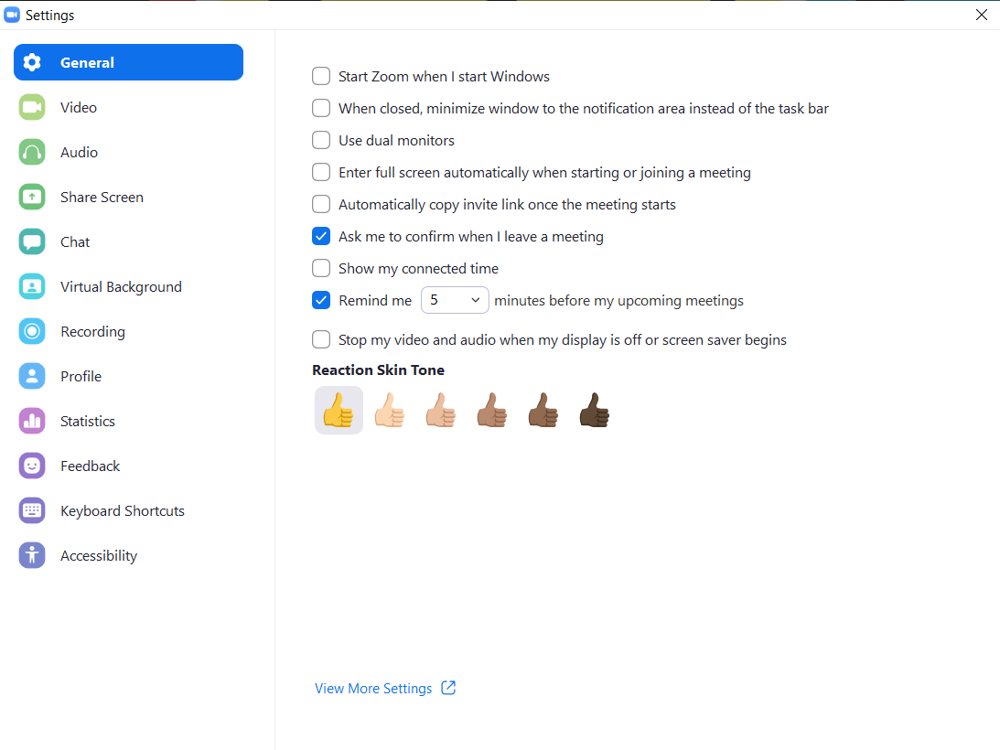 Settings
General
Video
Audio
Share Screen
Chat
Virtual Background
Recording
Profile
Statistics
Feedback
Keyboard Shortcuts
Accessibility
Start Zoom when I start Windows
When closed, minimize window to the notification area instead of the task bar
Use dual monitors
Enter full screen automatically when starting or joining a meeting
Automatically copy invite link once the meeting starts
Ask me to confirm when I leave a meeting
Show my connected time
Remind me 5 minutes before my upcoming meetings
Stop my video and audio when my display is off or screen saver begins
Reaction Skin Tone
View More Settings